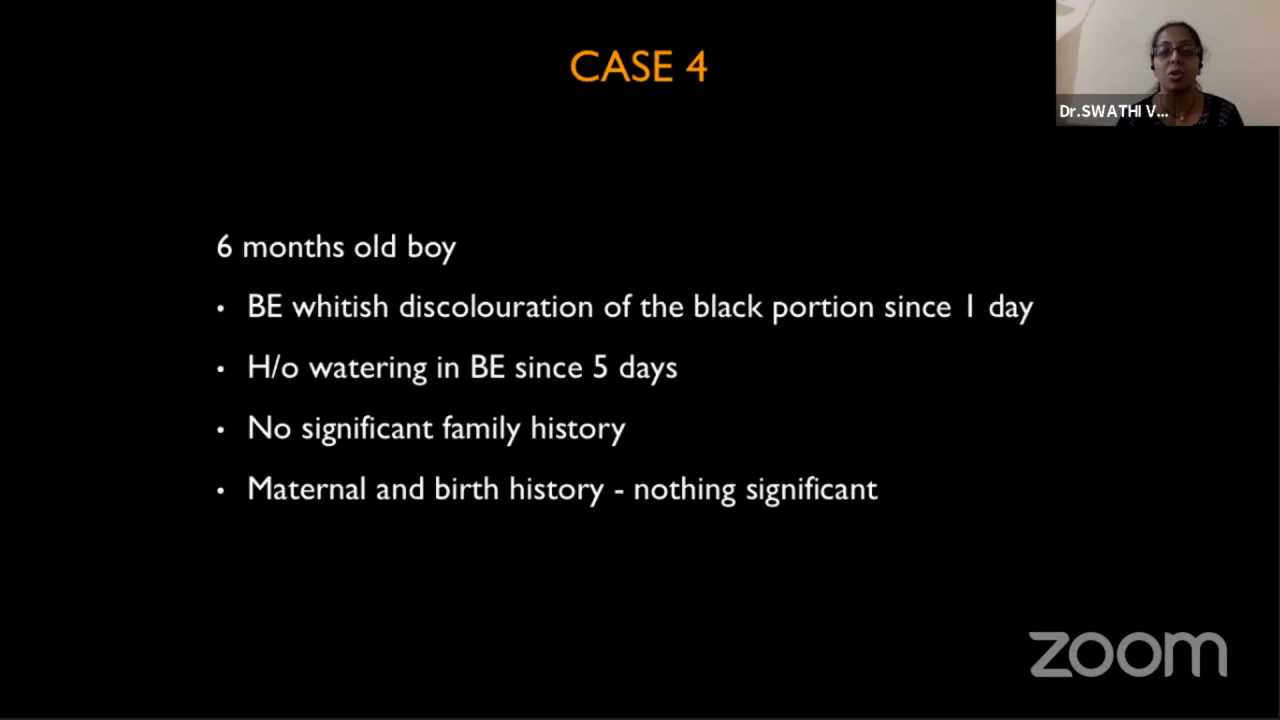 CASE 4
Dr.SWATHI V...
6 months old boy
• BE whitish discolouration of the black portion since 1 day
• H/o watering in BE since 5 days
• No significant family history
• Maternal and birth history - nothing significant
zoom